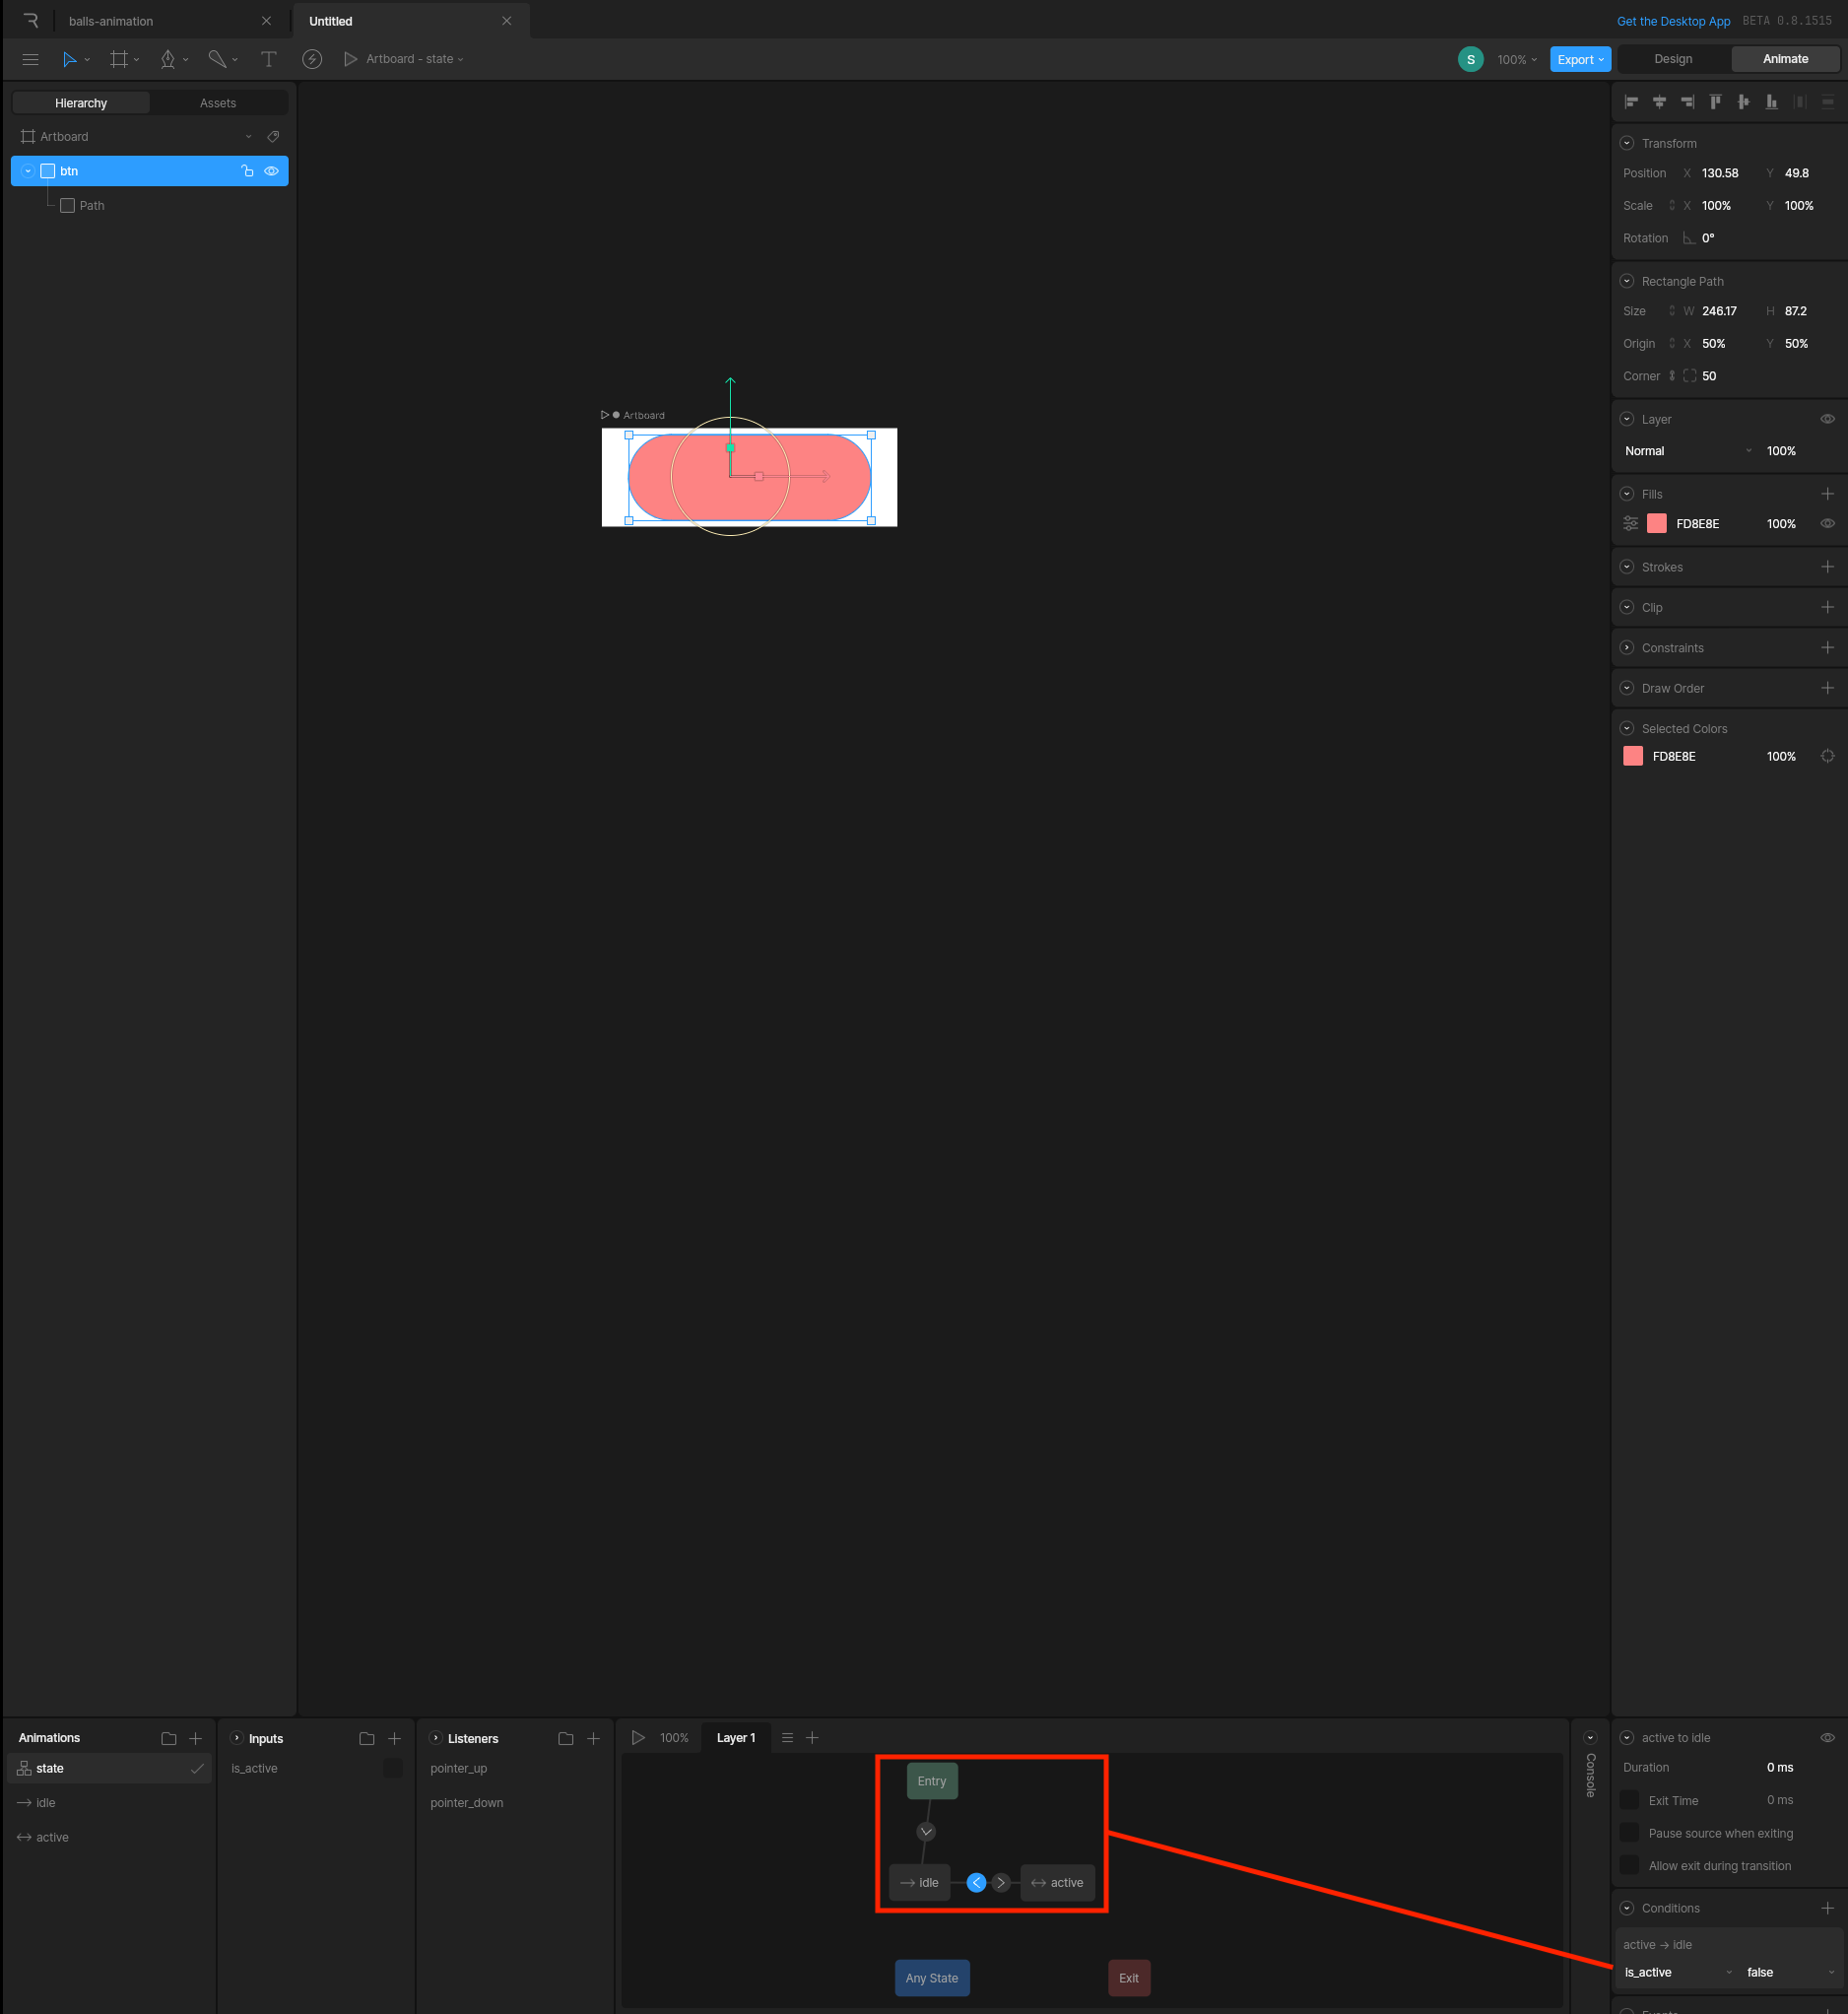 balls-animation
Untitled
Get the Desktop App
BETA 0.8.1515
Artboard - state
S
100%
Export
Design
Animate
Hierarchy
Assets
Artboard
btn
Path
Artboard
Transform
Position X 130.58 Y 49.8
Scale X 100% Y 100%
Rotation 0°
Rectangle Path
Size W 246.17 H 87.2
Origin X 50% Y 50%
Corner 50
Layer
Normal 100%
Fills
FD8E8E 100%
Strokes
Clip
Constraints
Draw Order
Selected Colors
FD8E8E 100%
Animations
state
idle
active
Inputs
is_active
Listeners
pointer_up
pointer_down
100%
Layer 1
Entry
idle
active
Any State
Exit
Console
active to idle
Duration 0 ms
Exit Time 0 ms
Pause source when exiting
Allow exit during transition
Conditions
active → idle
is_active false